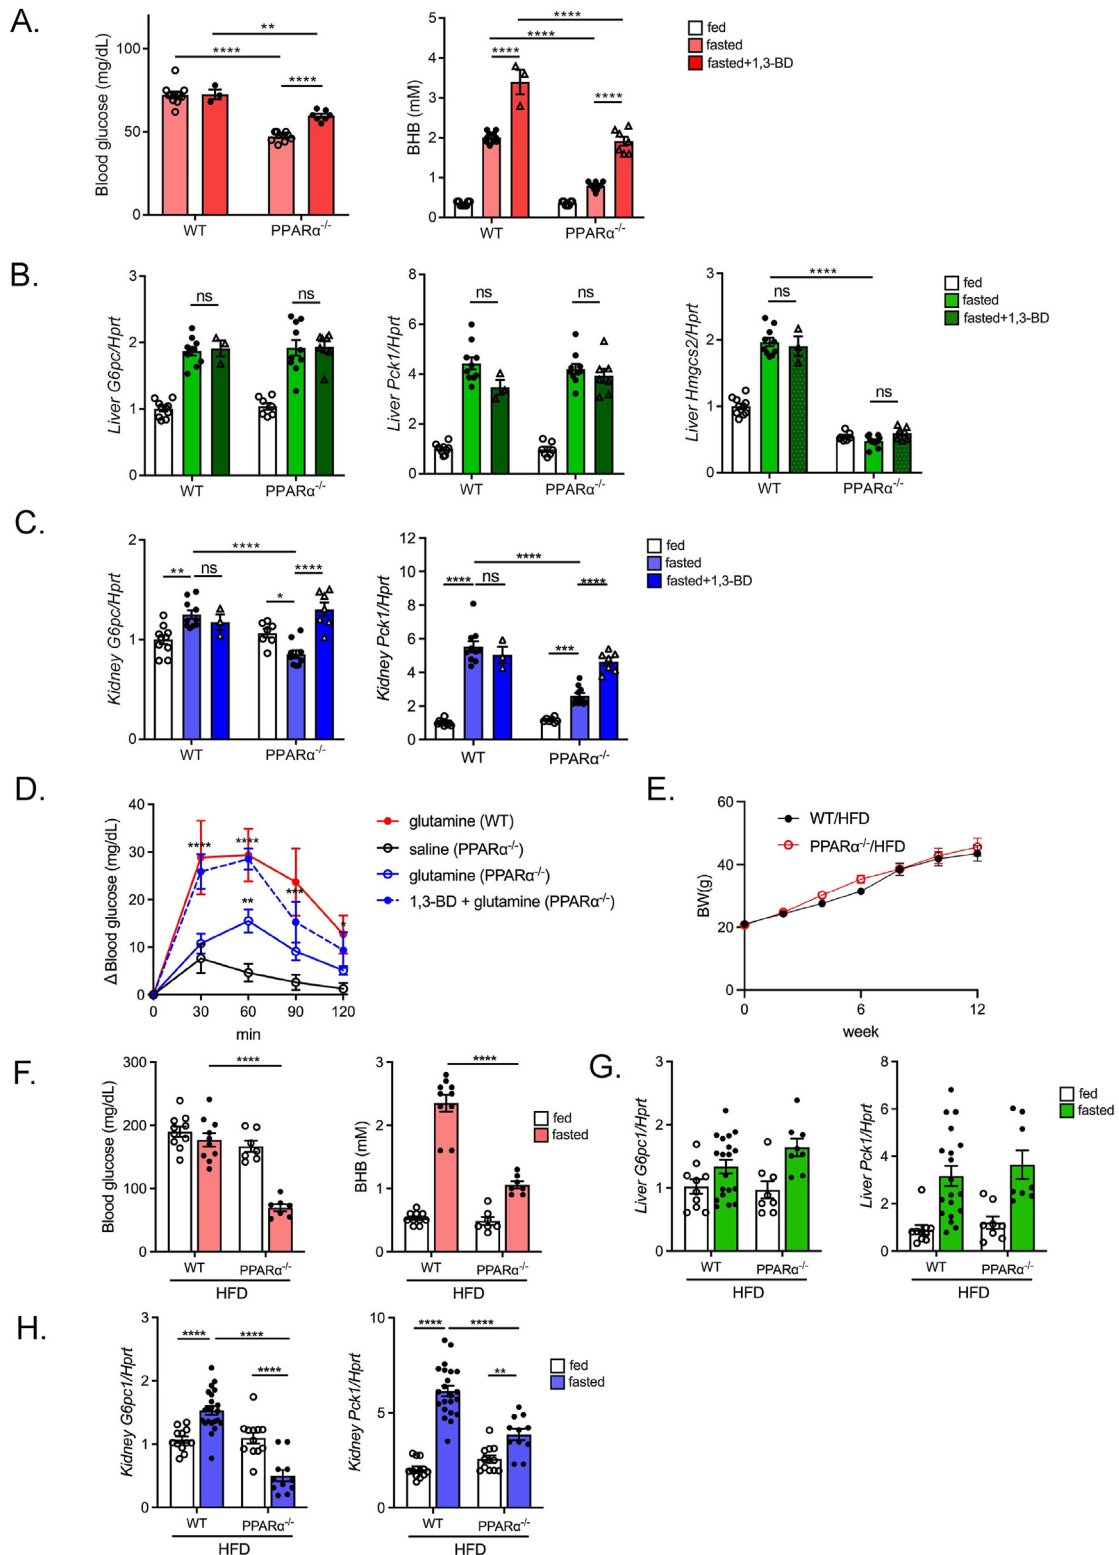 A.
Blood glucose (mg/dL)
100
50
0
**
****
****
WT
PPARα-/-
BHB (mM)
5
4
3
2
1
0
****
****
****
****
WT
PPARα-/-
fed
fasted
fasted+1,3-BD
B.
Liver G6pc/Hprt
3
2
1
0
ns
ns
WT
PPARα-/-
Liver Pck1/Hprt
8
6
4
2
0
ns
ns
WT
PPARα-/-
Liver Hmgcs2/Hprt
3
2
1
0
****
ns
ns
WT
PPARα-/-
fed
fasted
fasted+1,3-BD
C.
Kidney G6pc/Hprt
2
1
0
****
**
ns
****
*
WT
PPARα-/-
Kidney Pck1/Hprt
12
10
8
6
4
2
0
****
****
ns
****
***
WT
PPARα-/-
fed
fasted
fasted+1,3-BD
D.
Δ Blood glucose (mg/dL)
40
30
20
10
0
****
****
**
***
*
0
30
60
90
120
min
glutamine (WT)
saline (PPARα-/-)
glutamine (PPARα-/-)
1,3-BD + glutamine (PPARα-/-)
E.
BW(g)
60
40
20
0
0
6
12
week
WT/HFD
PPARα-/-/HFD
F.
Blood glucose (mg/dL)
300
200
100
0
****
WT
PPARα-/-
HFD
BHB (mM)
3
2
1
0
****
WT
PPARα-/-
HFD
fed
fasted
G.
Liver G6pc1/Hprt
3
2
1
0
WT
PPARα-/-
HFD
Liver Pck1/Hprt
8
6
4
2
0
WT
PPARα-/-
HFD
fed
fasted
H.
Kidney G6pc1/Hprt
3
2
1
0
****
****
****
WT
PPARα-/-
HFD
Kidney Pck1/Hprt
10
5
0
****
****
**
WT
PPARα-/-
HFD
fed
fasted